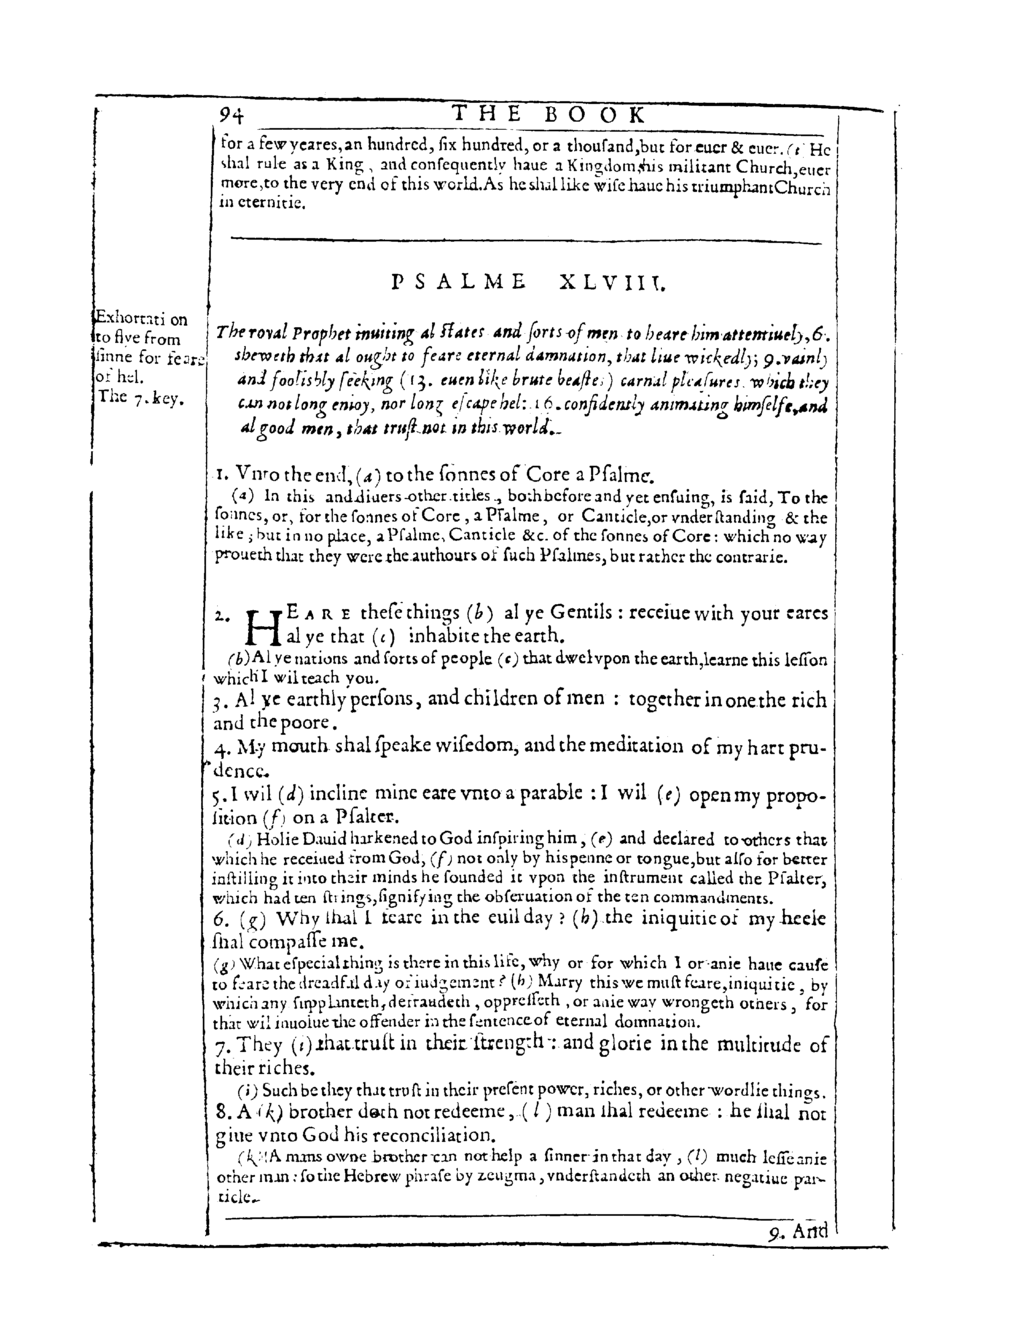 94 THE BOOK
for a few yeares, an hundred, ſix hundred, or a thouſand, but for euer & euer. (t) He
shal rule as a King, and conſequently haue a Kingdom, his militant Church, euer
more, to the very end of this world. As he shal like wiſe haue his triumphant Church
in eternitie.
PSALME XLVIII.
Exhortati on
to flye from
ſinne for feare
of hel.
The 7. key.
The royal Prophet inuiting al ſtates and ſorts of men to heare him attentiuely, 6.
sheweth that al ought to feare eternal damnation, that liue wickedly; 9. vainly
and foolishly ſeeking (13. euen like brute beaſtes) carnal pleaſures. which they
can not long enioy, nor long eſcape hel: 16. confidently animating himſelfe, and
al good men, that truſt not in this world.
1. Vnto the end, (a) to the ſonnes of Core a Pſalme.
(a) In this and diuers other titles, both before and yet enſuing, is ſaid, To the
ſonnes, or, for the ſonnes of Core, a Pſalme, or Canticle, or vnderſtanding & the
like; but in no place, a Pſalme, Canticle &c. of the ſonnes of Core: which no way
proueth that they were the authours of ſuch Pſalmes, but rather the contrarie.
2. HEARE theſe things (b) al ye Gentils: receiue with your eares
al ye that (c) inhabite the earth.
(b) Al ye nations and ſorts of people (c) that dwel vpon the earth, learne this leſſon
which I wil teach you.
3. Al ye earthly perſons, and children of men: together in one the rich
and the poore.
4. My mouth shal ſpeake wiſedom, and the meditation of my hart pru-
dence.
5. I wil (d) incline mine eare vnto a parable: I wil (e) open my propo-
ſition (f) on a Pſalter.
(d) Holie Dauid harkened to God inſpiring him, (e) and declared to others that
which he receiued from God, (f) not only by his penne or tongue, but alſo for better
inſtilling it into their minds he ſounded it vpon the inſtrument called the Pſalter,
which had ten ſtrings, ſignifying the obſeruation of the ten commandments.
6. (g) Why ſhal I feare in the euil day? (h) the iniquitie of my heele
ſhal compaſſe me.
(g) What eſpecial thing is there in this life, why or for which I or anie haue cauſe
to feare the dreadful day of iudgement? (h) Marry this we muſt feare, iniquitie, by
which any ſupplanteth, defraudeth, oppreſſeth, or anie way wrongeth others, for
that wil inuolue the offender in the ſentence of eternal domnation.
7. They (i) that truſt in their ſtrength: and glorie in the multitude of
their riches.
(i) Such be they that truſt in their preſent power, riches, or other wordlie things.
8. A (k) brother doth not redeeme, (l) man ſhal redeeme: he ſhal not
giue vnto God his reconciliation.
(k) A mans owne brother can not help a ſinner in that day, (l) much leſſe anie
other man: ſo the Hebrew phraſe by zeugma, vnderſtandeth an other negatiue par-
ticle.
9. And